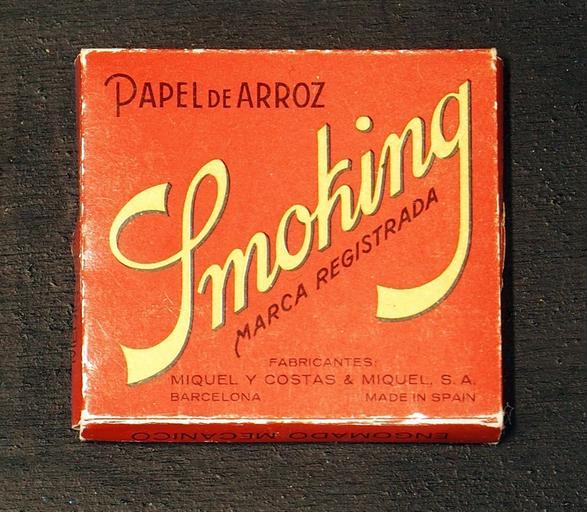 PAPEL DE ARROZ
Smoking
MARCA REGISTRADA
FABRICANTES:
MIQUEL Y COSTAS & MIQUEL, S. A.
BARCELONA MADE IN SPAIN
ENGOMADO MECANICO